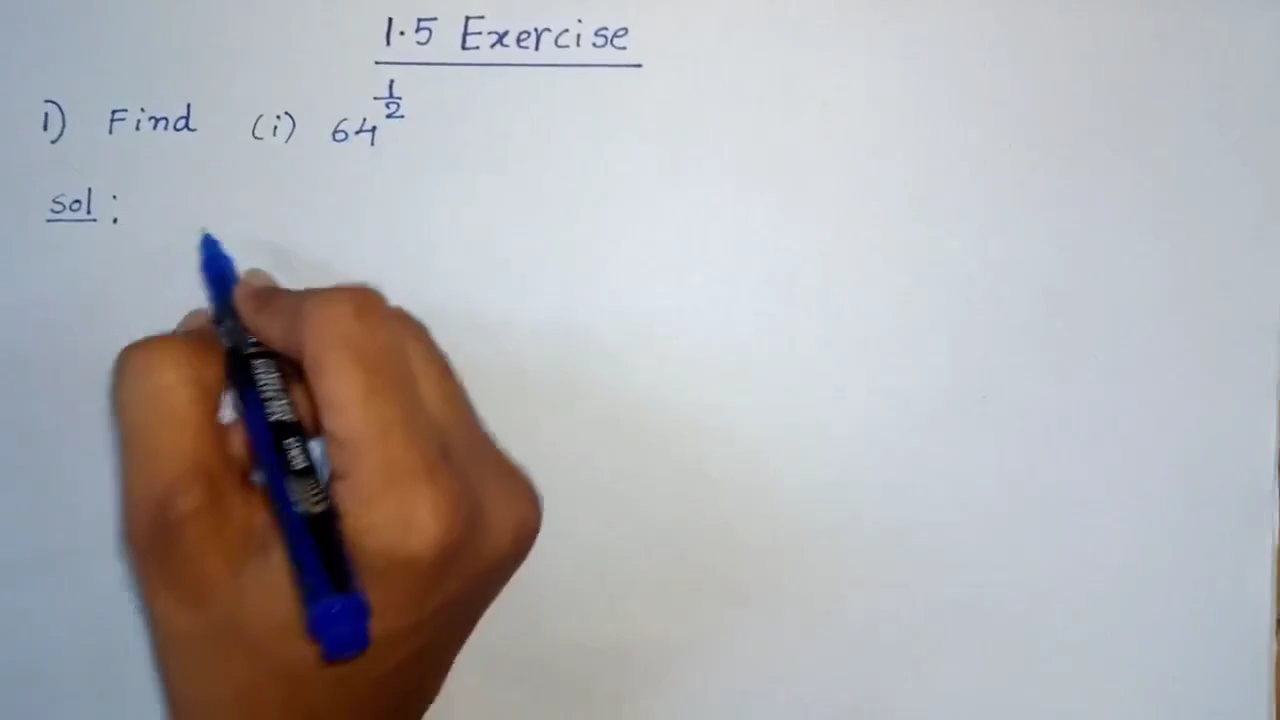 1.5 Exercise
1) Find (i) 64^1/2
Sol :